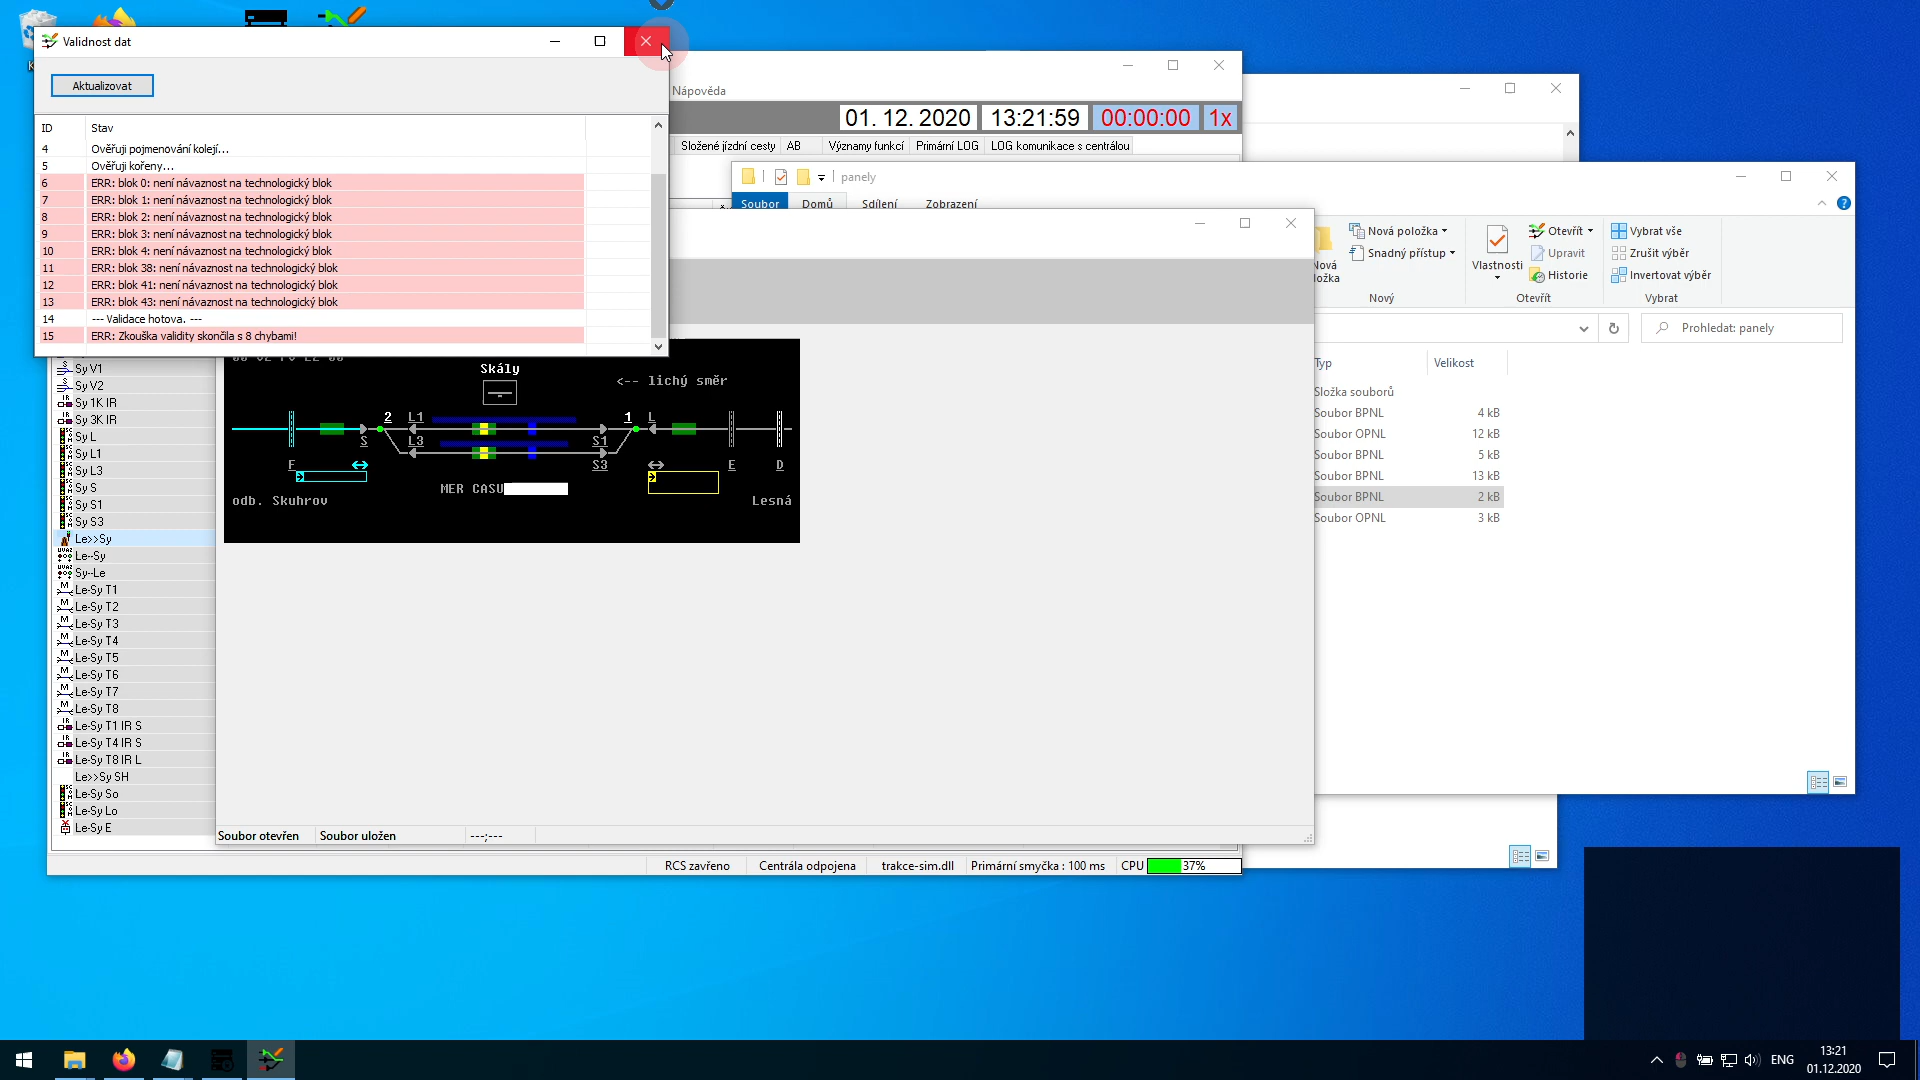 Validnost dat
Aktualizovat
ID Stav
4 Ověřuji pojmenování kolejí...
5 Ověřuji kořeny...
6 ERR: blok 0: není návaznost na technologický blok
7 ERR: blok 1: není návaznost na technologický blok
8 ERR: blok 2: není návaznost na technologický blok
9 ERR: blok 3: není návaznost na technologický blok
10 ERR: blok 4: není návaznost na technologický blok
11 ERR: blok 38: není návaznost na technologický blok
12 ERR: blok 41: není návaznost na technologický blok
13 ERR: blok 43: není návaznost na technologický blok
14 --- Validace hotova. ---
15 ERR: Zkouška validity skončila s 8 chybami!
Nápověda
01. 12. 2020 13:21:59 00:00:00 1x
Složené jízdní cesty AB Významy funkcí Primární LOG LOG komunikace s centrálou
panely
Soubor Domů Sdílení Zobrazení
Nová položka
Snadný přístup
Nový
Vlastnosti
Otevřít
Upravit
Historie
Otevřít
Vybrat vše
Zrušit výběr
Invertovat výběr
Vybrat
Prohledat: panely
Typ Velikost
Složka souborů
Soubor BPNL 4 kB
Soubor OPNL 12 kB
Soubor BPNL 5 kB
Soubor BPNL 13 kB
Soubor BPNL 2 kB
Soubor OPNL 3 kB
Sy V1
Sy V2
Sy 1K IR
Sy 3K IR
Sy L
Sy L1
Sy L3
Sy S
Sy S1
Sy S3
Le>>Sy
Le--Sy
Sy--Le
Le-Sy T1
Le-Sy T2
Le-Sy T3
Le-Sy T4
Le-Sy T5
Le-Sy T6
Le-Sy T7
Le-Sy T8
Le-Sy T1 IR S
Le-Sy T4 IR S
Le-Sy T8 IR L
Le>>Sy SH
Le-Sy So
Le-Sy Lo
Le-Sy E
Skály
<-- lichý směr
2 L1 1 L
S L3 S1
F S3 E D
MER CASU
odb. Skuhrov Lesná
Soubor otevřen Soubor uložen ---;---
RCS zavřeno Centrála odpojena trakce-sim.dll Primární smyčka : 100 ms CPU 37%
ENG
13:21
01.12.2020